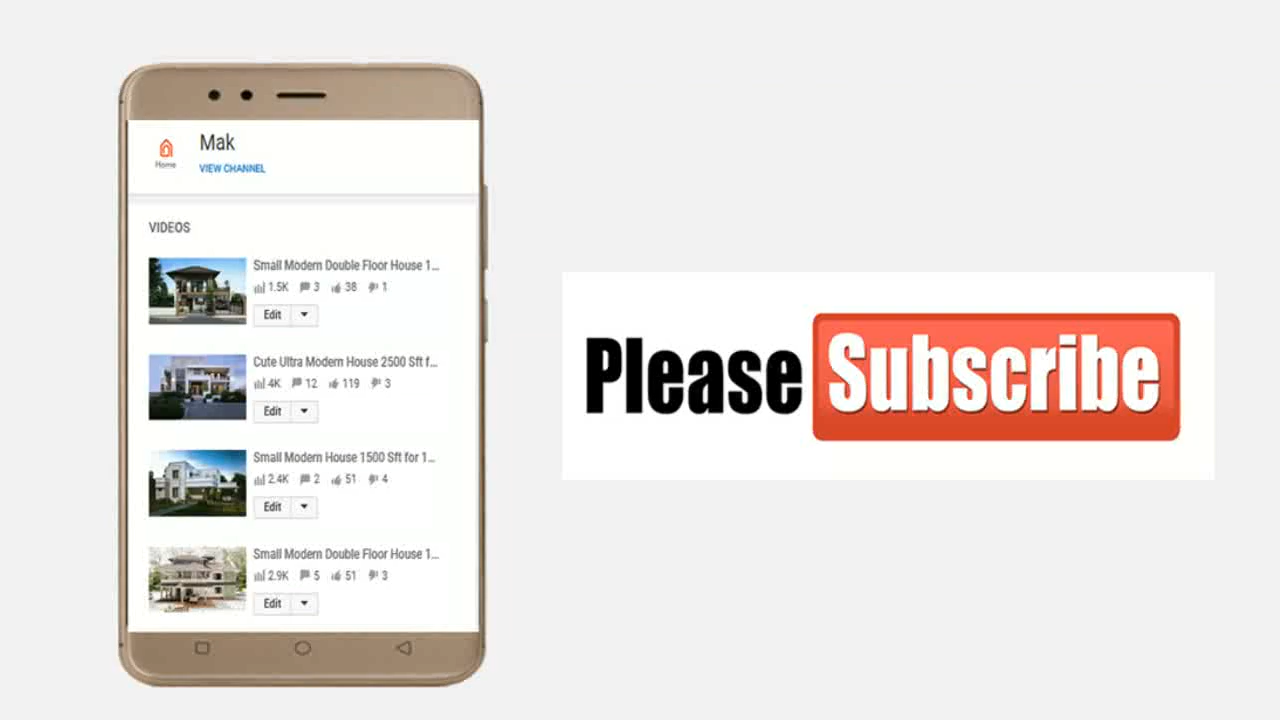 Mak
Home
VIEW CHANNEL
VIDEOS
Small Modern Double Floor House 1...
1.5K 3 38 1
Edit
Cute Ultra Modern House 2500 Sft f...
4K 12 119 3
Edit
Small Modern House 1500 Sft for 1...
2.4K 2 51 4
Edit
Small Modern Double Floor House 1...
2.9K 5 51 3
Edit
Please Subscribe